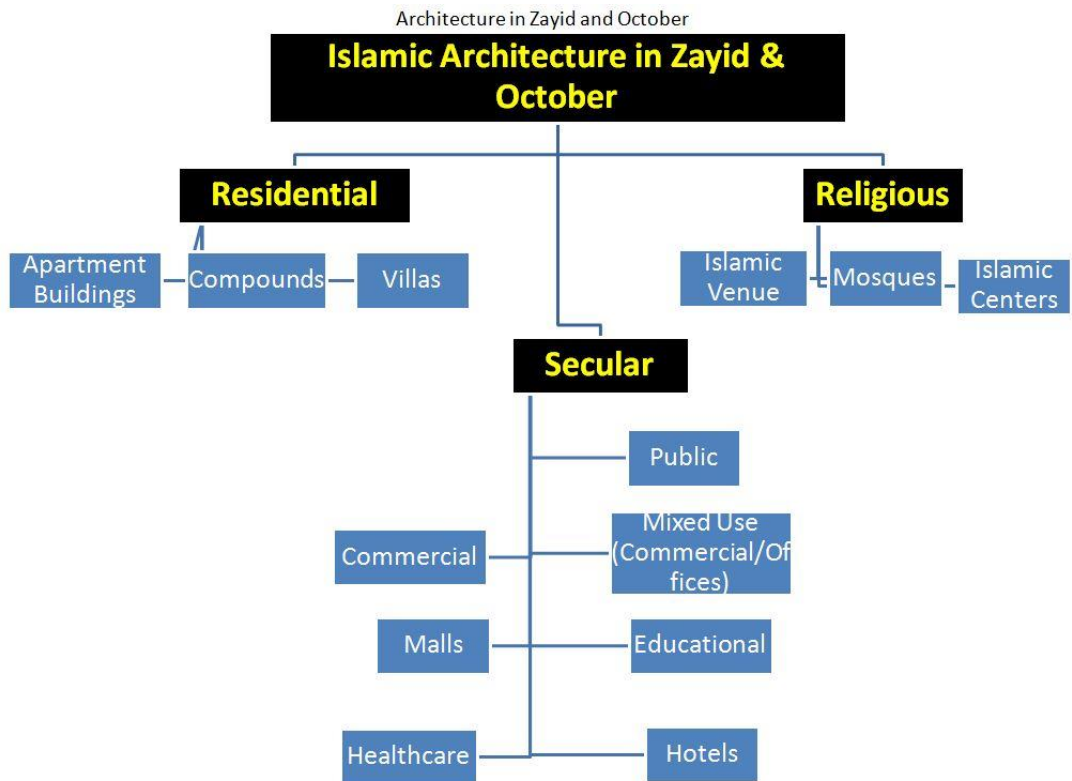 Architecture in Zayid and October
Islamic Architecture in Zayid &
October
Residential
Religious
Apartment
Buildings
Compounds
Villas
Islamic
Venue
Mosques
Islamic
Centers
Secular
Public
Commercial
Mixed Use
(Commercial/Of
fices)
Malls
Educational
Healthcare
Hotels